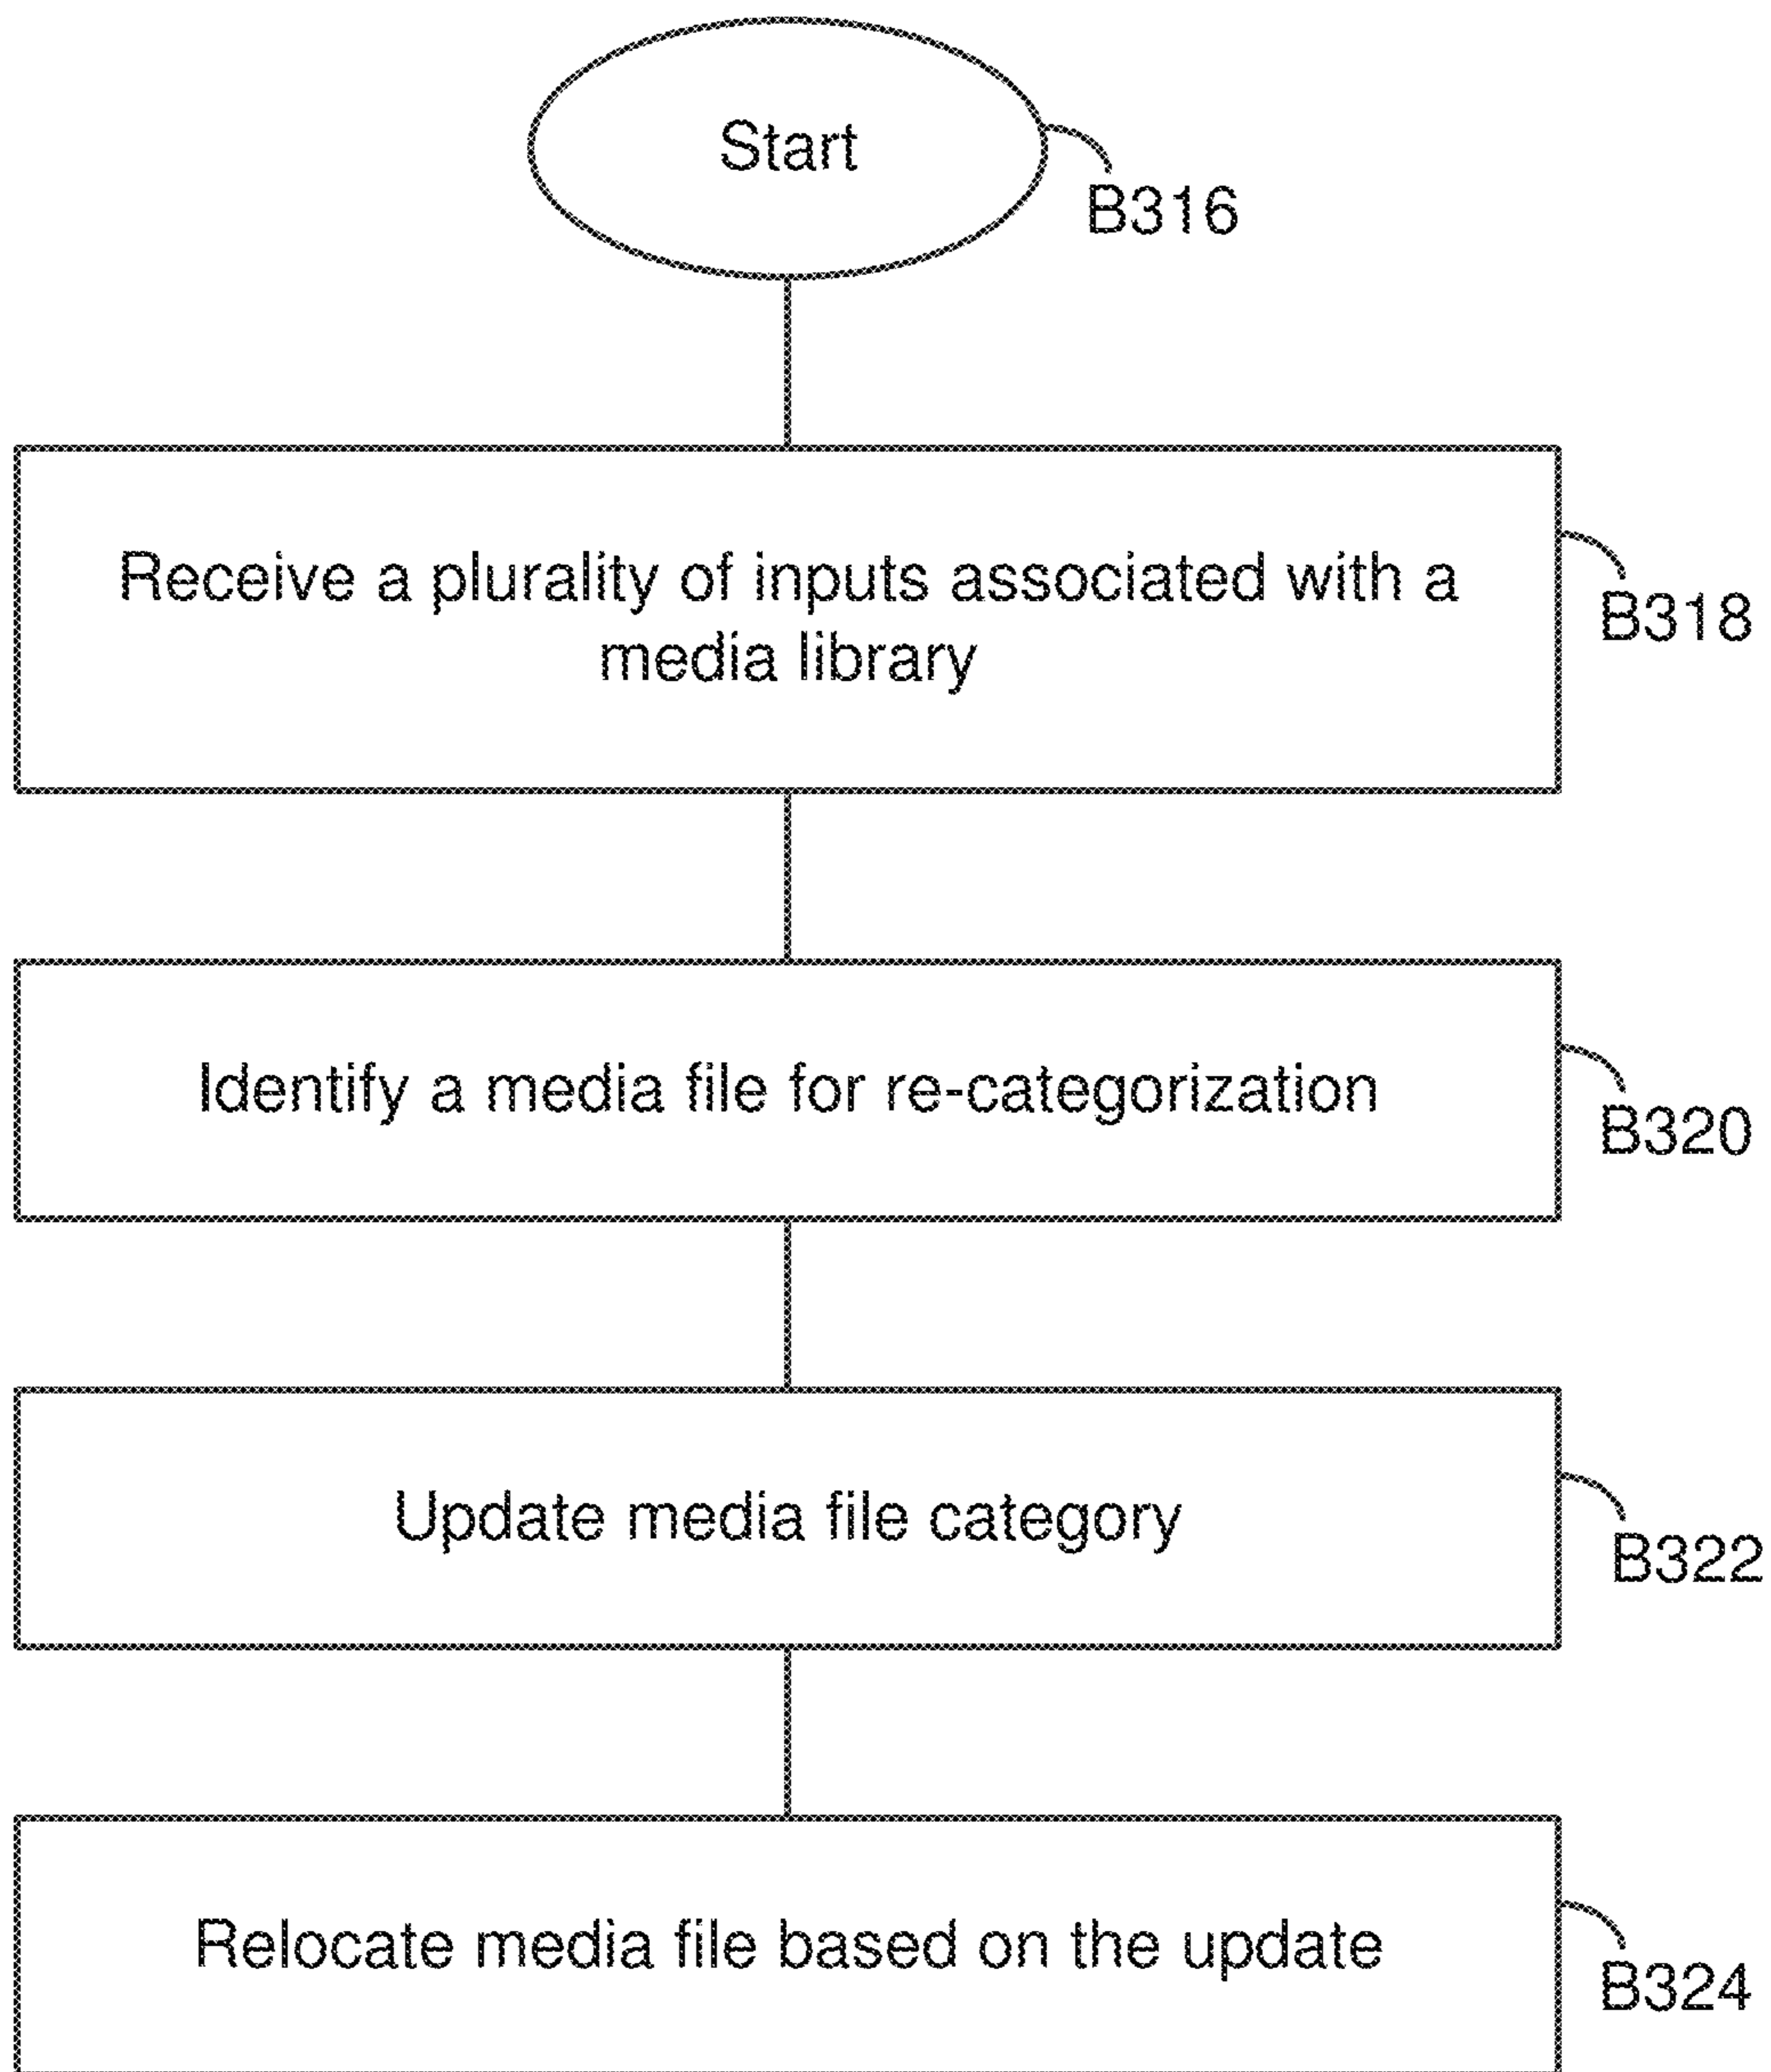 Start
B316
Receive a plurality of inputs associated with a
media library
B318
Identify a media file for re-categorization
B320
Update media file category
B322
Relocate media file based on the update
B324